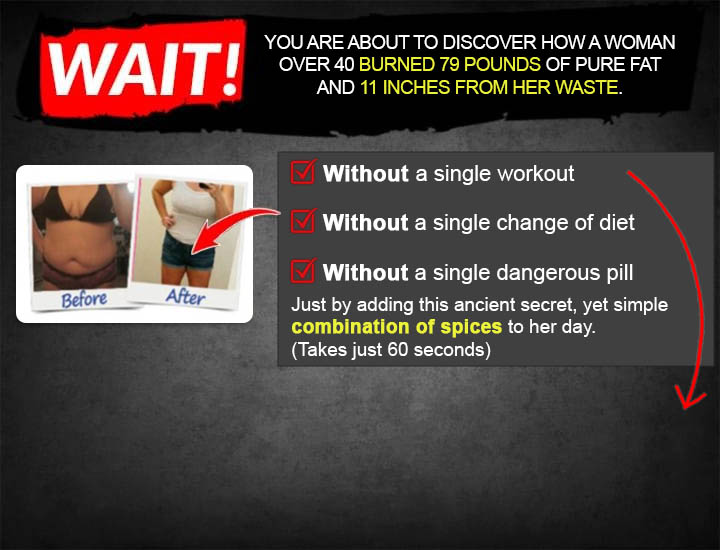 WAIT!
YOU ARE ABOUT TO DISCOVER HOW A WOMAN
OVER 40 BURNED 79 POUNDS OF PURE FAT
AND 11 INCHES FROM HER WASTE.
Without a single workout
Without a single change of diet
Without a single dangerous pill
Just by adding this ancient secret, yet simple
combination of spices to her day.
(Takes just 60 seconds)
Before
After